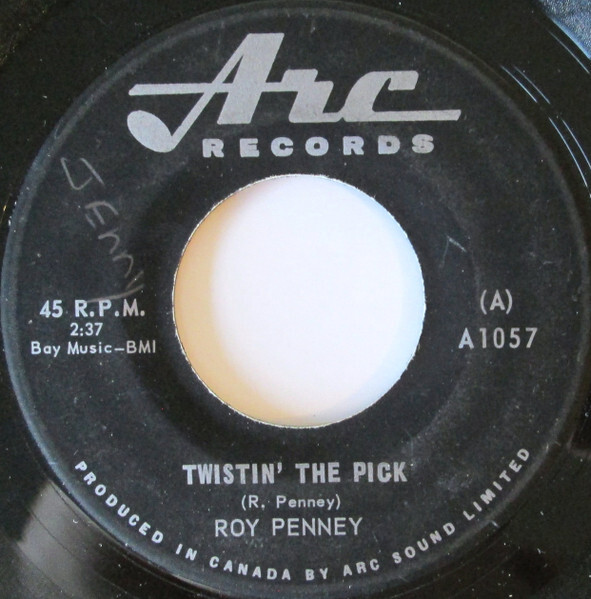 Arc
RECORDS
Jenny
45 R.P.M.
2:37
Bay Music-BMI
(A)
A1057
TWISTIN' THE PICK
(R. Penney)
ROY PENNEY
PRODUCED IN CANADA BY ARC SOUND LIMITED